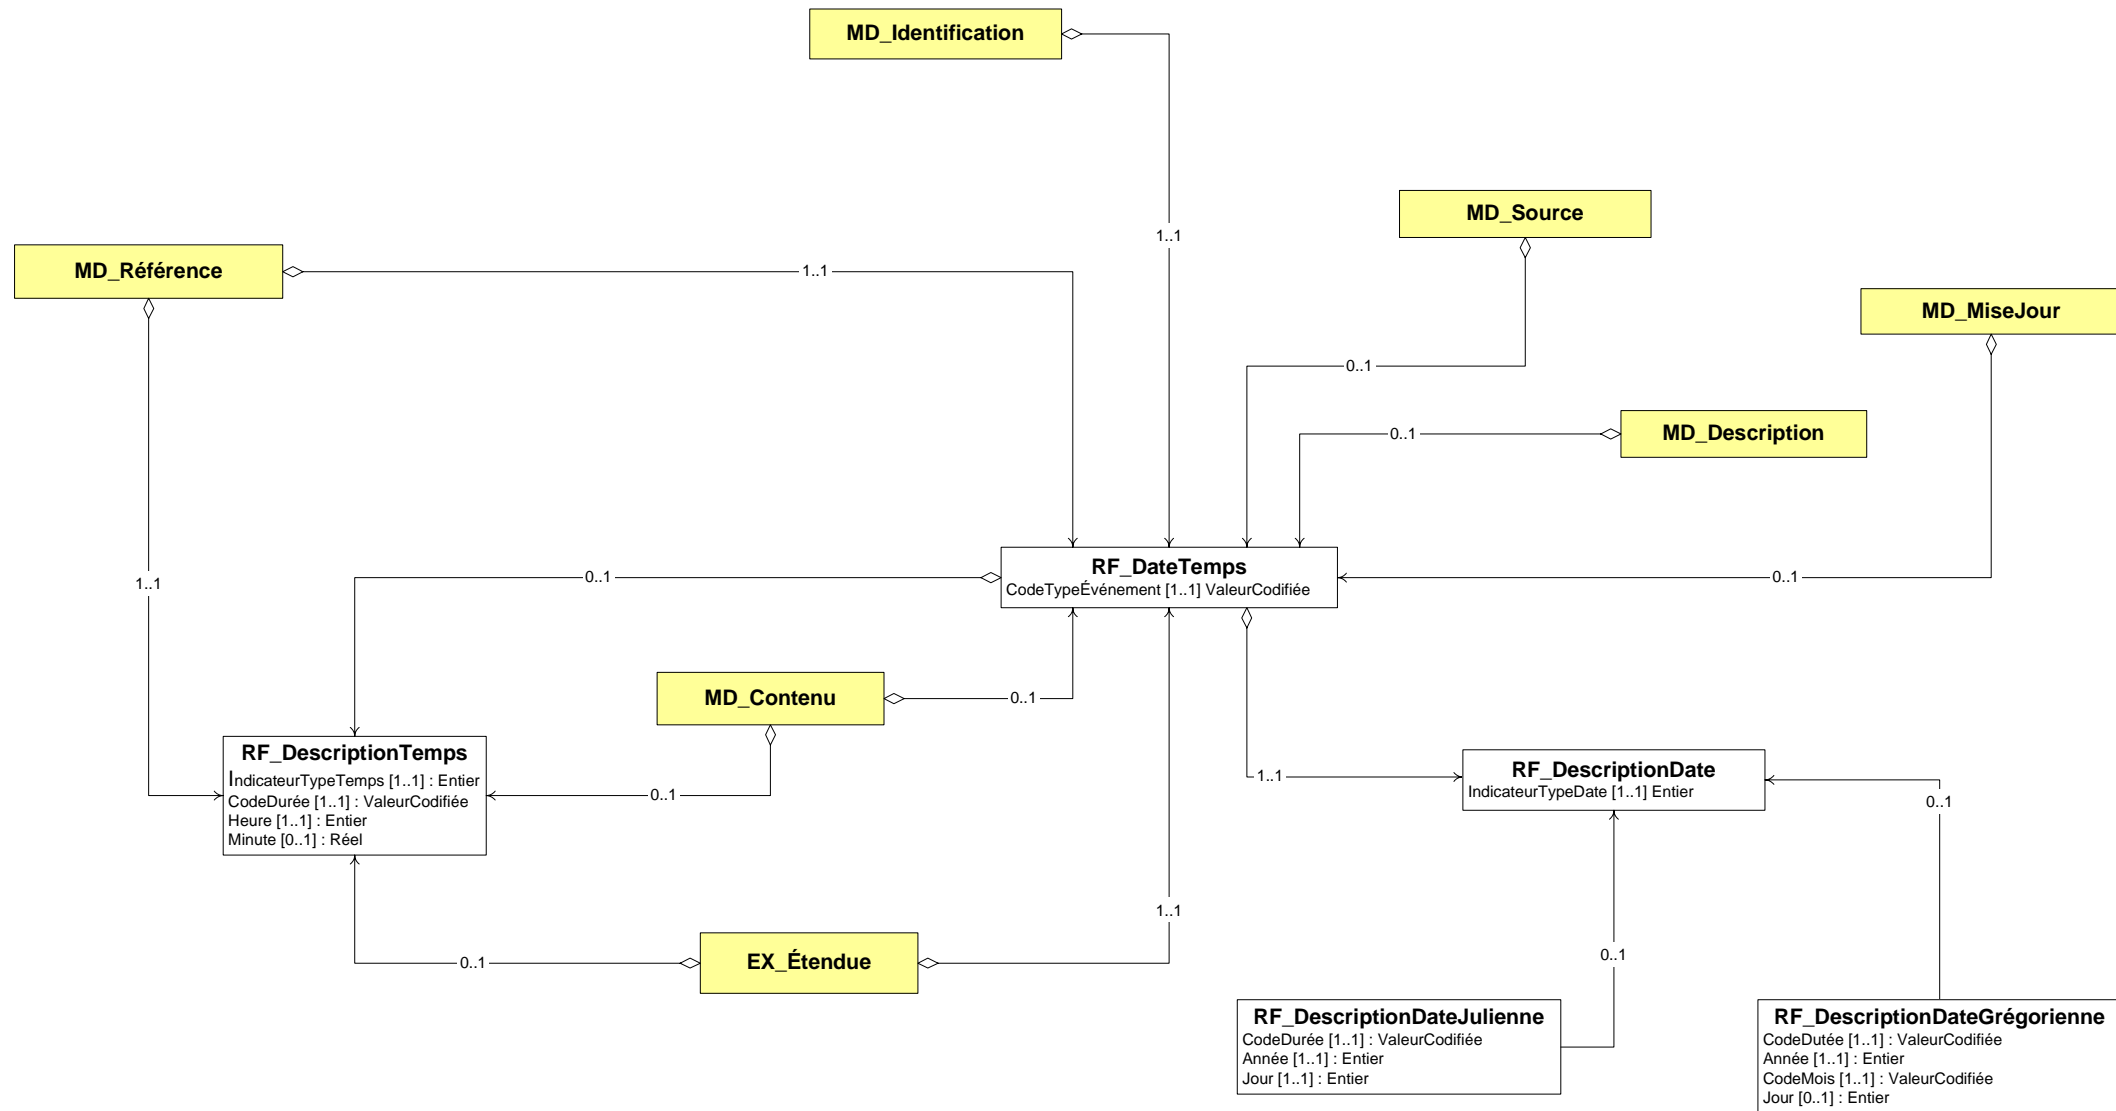 MD_Identification
1..1
MD_Source
MD_Référence
1..1
MD_MiseJour
0..1
MD_Description
0..1
RF_DateTemps
CodeTypeÉvénement [1..1] ValeurCodifiée
1..1
0..1
0..1
MD_Contenu
0..1
RF_DescriptionTemps
IndicateurTypeTemps [1..1] : Entier
CodeDurée [1..1] : ValeurCodifiée
Heure [1..1] : Entier
Minute [0..1] : Réel
0..1
1..1
RF_DescriptionDate
IndicateurTypeDate [1..1] Entier
0..1
1..1
EX_Étendue
0..1
0..1
RF_DescriptionDateJulienne
CodeDurée [1..1] : ValeurCodifiée
Année [1..1] : Entier
Jour [1..1] : Entier
RF_DescriptionDateGrégorienne
CodeDutée [1..1] : ValeurCodifiée
Année [1..1] : Entier
CodeMois [1..1] : ValeurCodifiée
Jour [0..1] : Entier